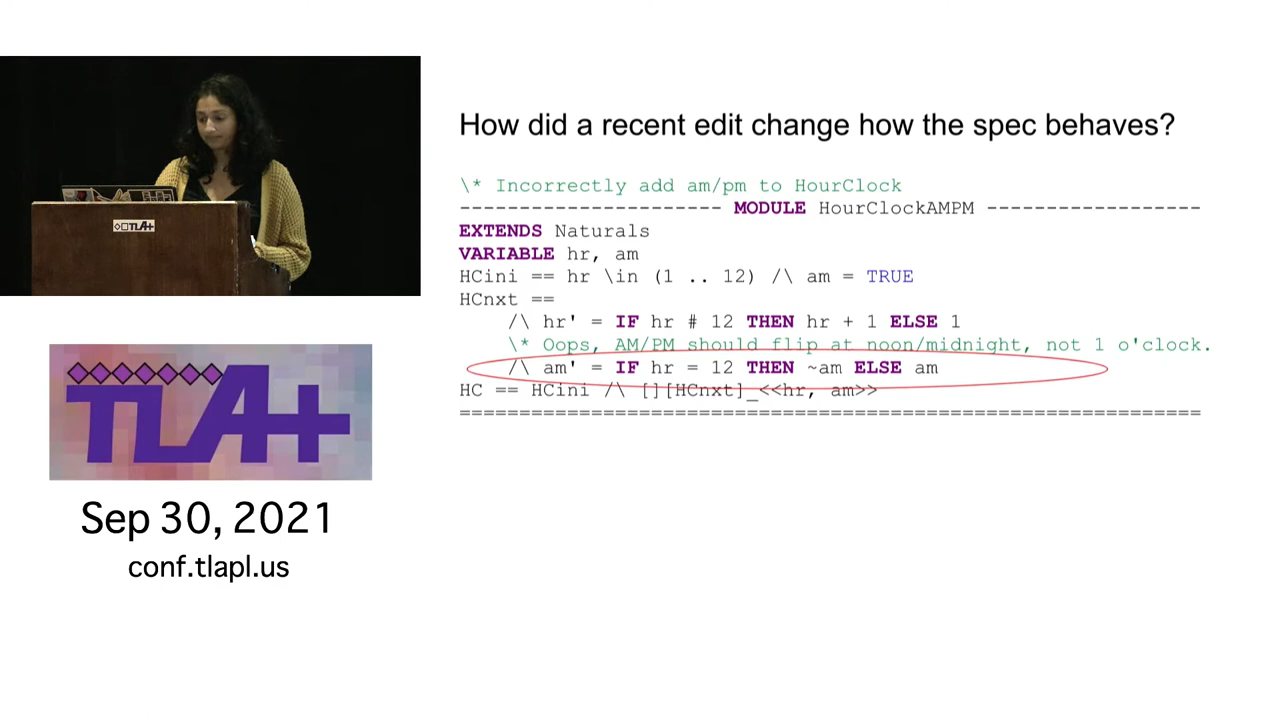 How did a recent edit change how the spec behaves?
\* Incorrectly add am/pm to HourClock
---------------------- MODULE HourClockAMPM ------------------
EXTENDS Naturals
VARIABLE hr, am
HCini == hr \in (1 .. 12) /\ am = TRUE
HCnxt ==
/\ hr' = IF hr # 12 THEN hr + 1 ELSE 1
\* Oops, AM/PM should flip at noon/midnight, not 1 o'clock.
/\ am' = IF hr = 12 THEN ~am ELSE am
HC == HCini /\ [][HCnxt]_<<hr, am>>
==============================================================
TLA+
TLA+
Sep 30, 2021
conf.tlapl.us